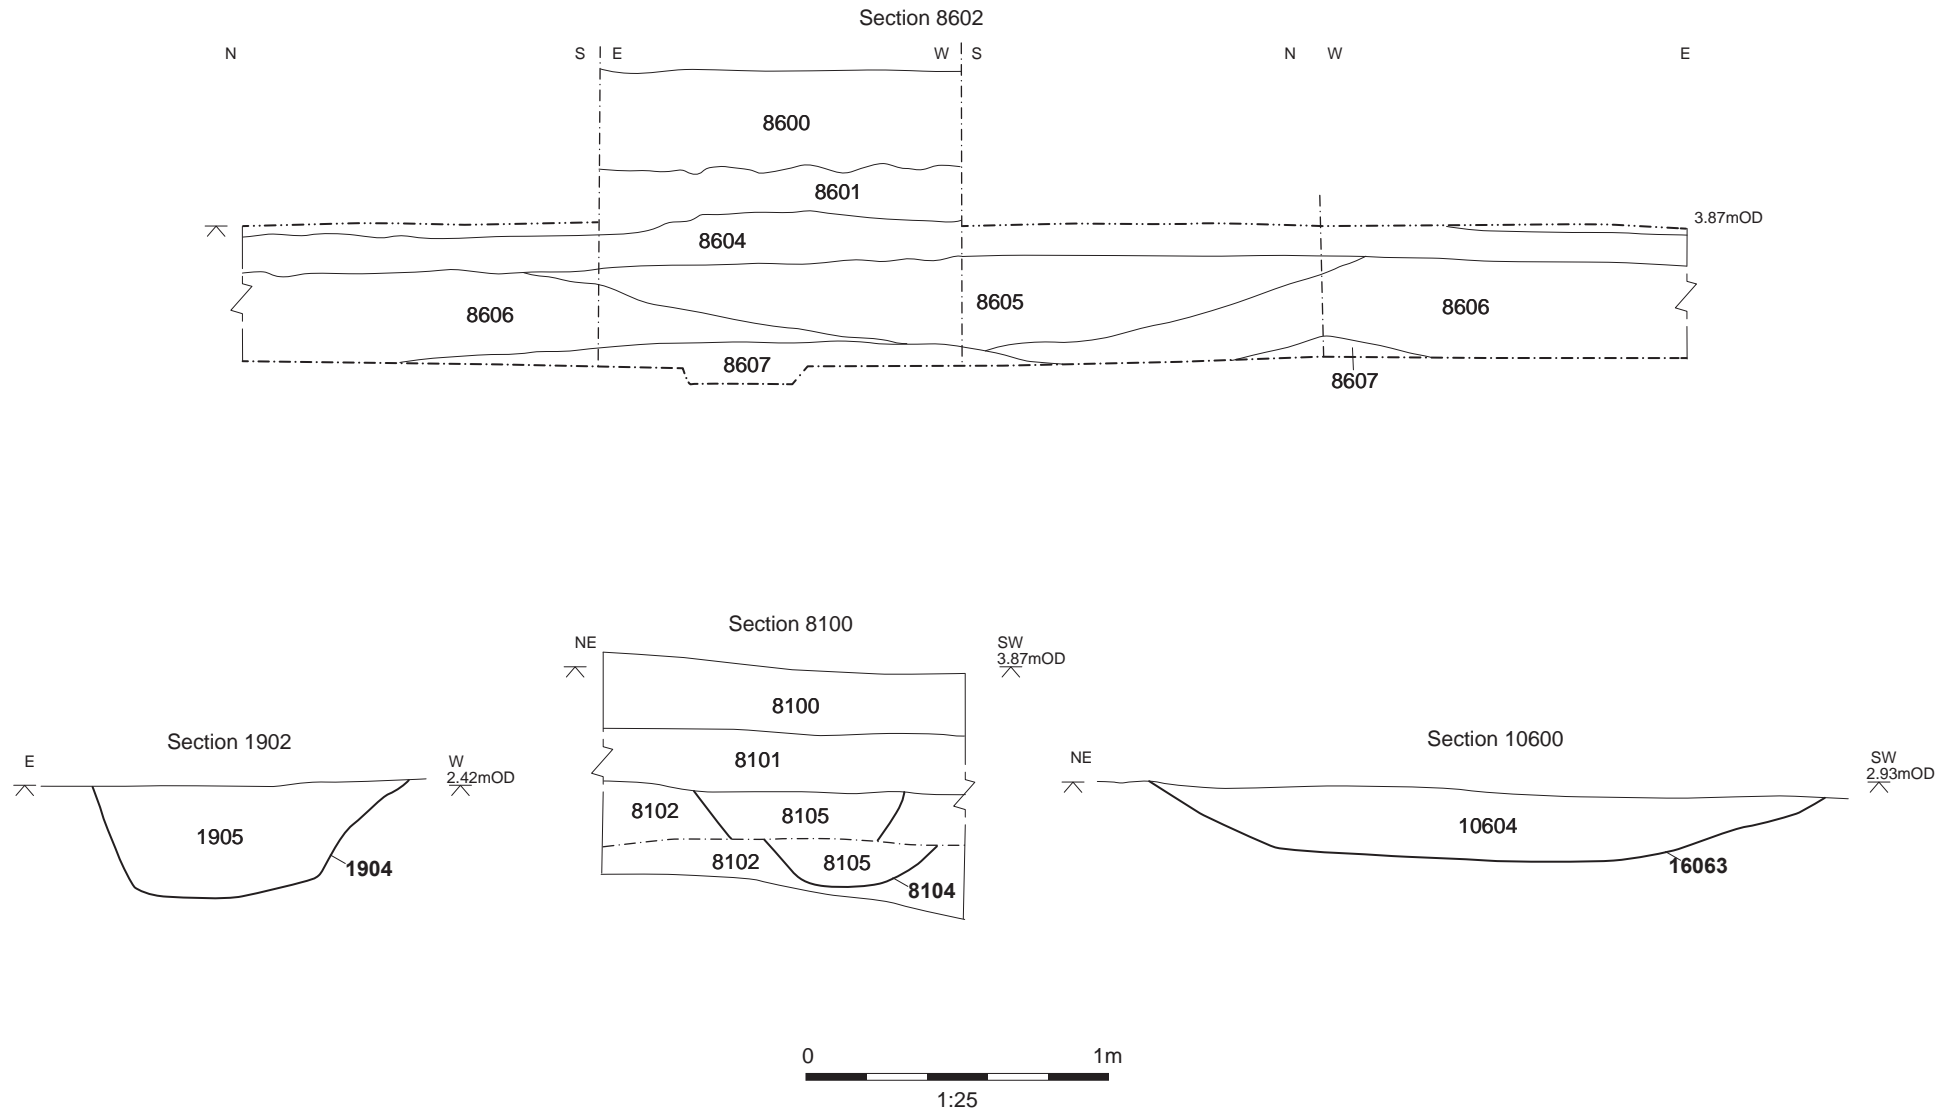 Section 8602
N S E W S N W E
8600
8601
3.87mOD
8604
8605
8606 8606
8607
8607
Section 8100
NE SW
3.87mOD
8100
8101
8102 8105
8102 8105
8104
Section 1902
E W
2.42mOD
1905
1904
Section 10600
NE SW
2.93mOD
10604
16063
0 1m
1:25